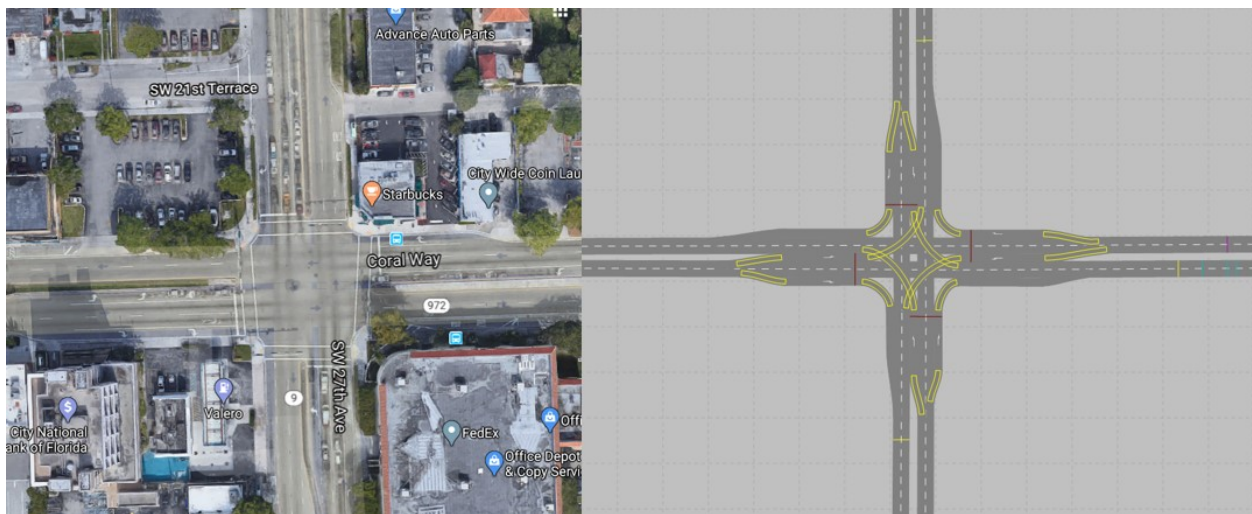 Advance Auto Parts
SW 21st Terrace
City Wide Coin Lau
Starbucks
Coral Way
972
SW 27th Ave
9
Valero
City National
ank of Florida
FedEx
Offi
Office Depot
& Copy Servi